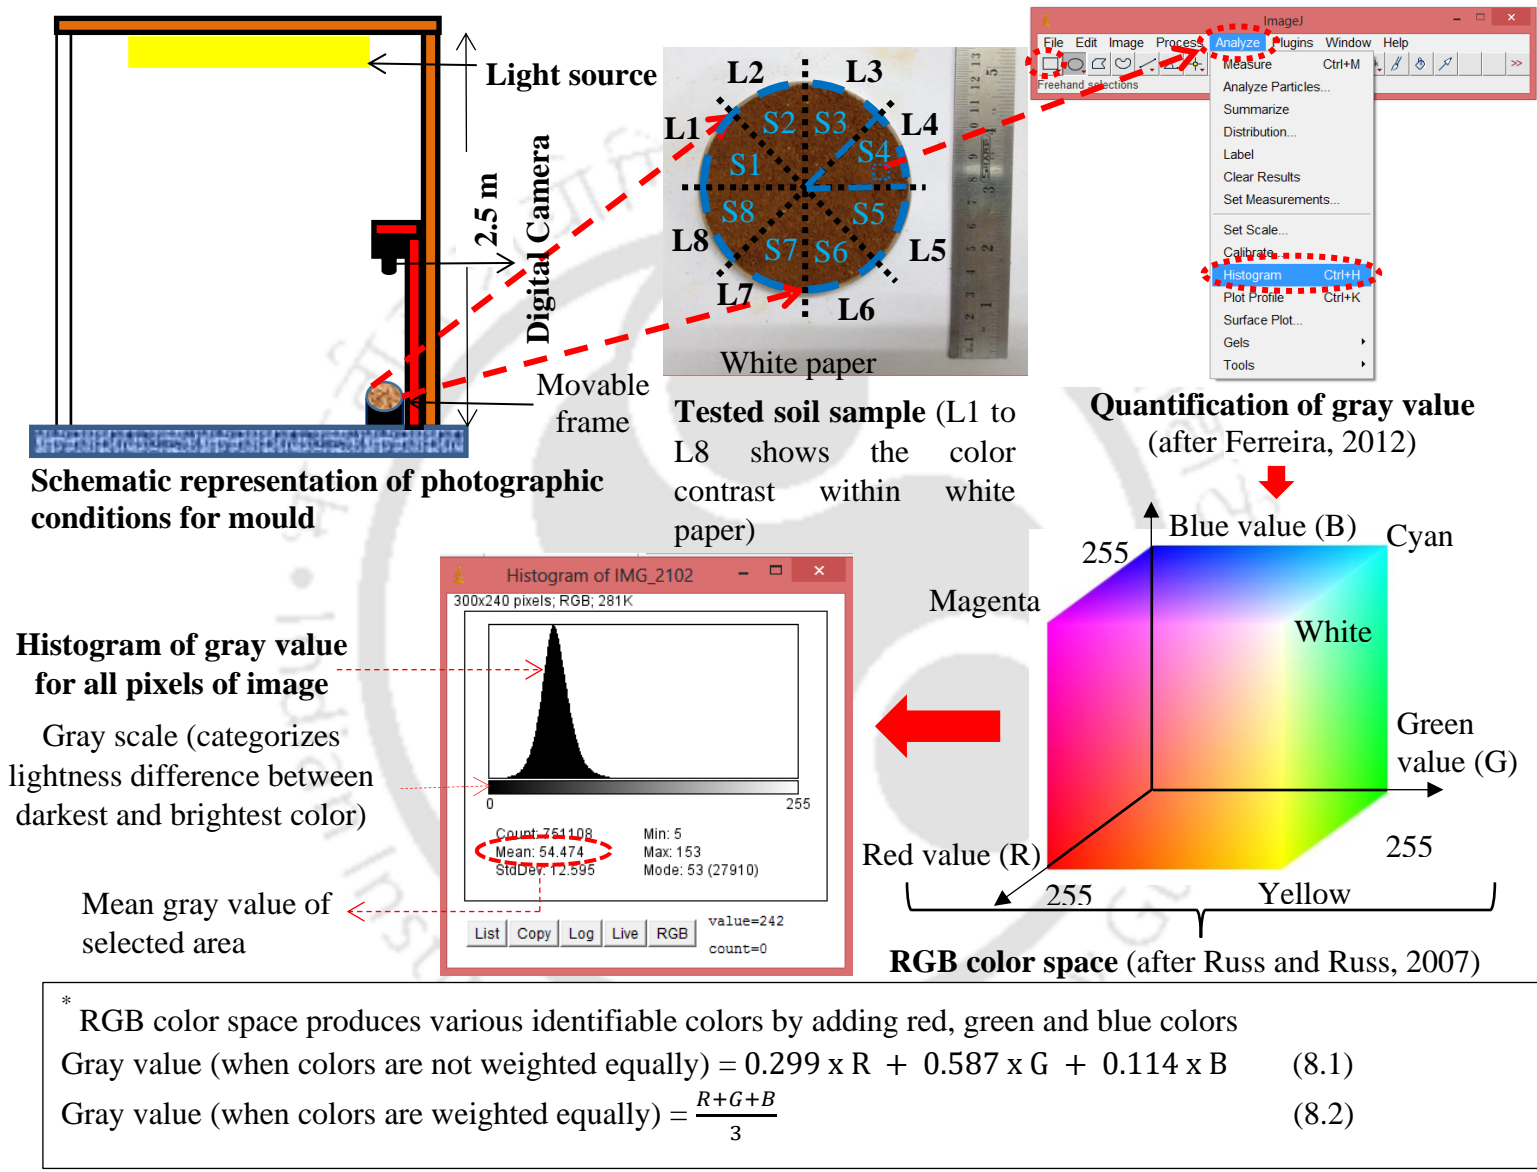 Light source
2.5 m
Digital Camera
Movable
frame
Schematic representation of photographic
conditions for mould
L1
L2
L3
L4
L5
L6
L7
L8
S1
S2
S3
S4
S5
S6
S7
S8
SHARP
White paper
Tested soil sample (L1 to
L8 shows the color
contrast within white
paper)
ImageJ
File Edit Image Process Analyze Plugins Window Help
>>
Freehand selections
Measure Ctrl+M
Analyze Particles...
Summarize
Distribution...
Label
Clear Results
Set Measurements...
Set Scale...
Calibrate...
Histogram Ctrl+H
Plot Profile Ctrl+K
Surface Plot...
Gels
Tools
Quantification of gray value
(after Ferreira, 2012)
Blue value (B)
255
Cyan
Magenta
White
Green
value (G)
255
Red value (R)
255
Yellow
RGB color space (after Russ and Russ, 2007)
Histogram of IMG_2102
300x240 pixels; RGB; 281K
0 255
Count: 751108 Min: 5
Mean: 54.474 Max: 153
StdDev: 12.595 Mode: 53 (27910)
List Copy Log Live RGB
value=242
count=0
Histogram of gray value
for all pixels of image
Gray scale (categorizes
lightness difference between
darkest and brightest color)
Mean gray value of
selected area
* RGB color space produces various identifiable colors by adding red, green and blue colors
Gray value (when colors are not weighted equally) = 0.299 x R + 0.587 x G + 0.114 x B (8.1)
Gray value (when colors are weighted equally) = R+G+B/3 (8.2)